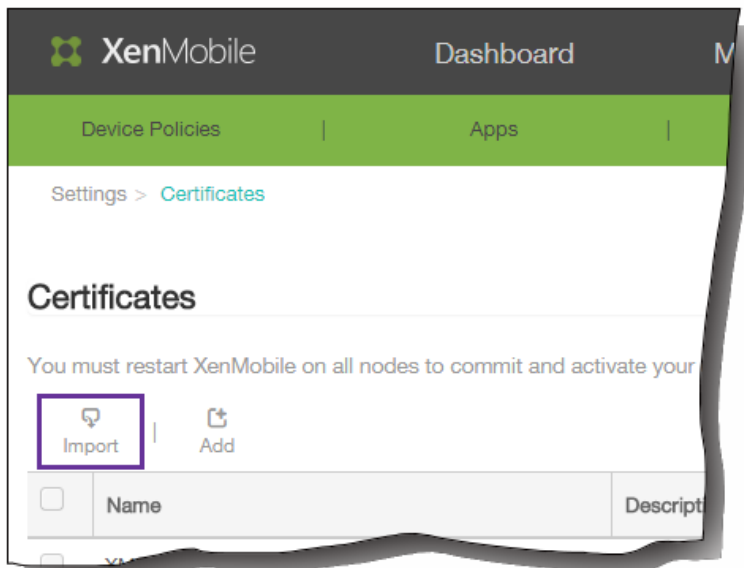 XenMobile Dashboard
Device Policies | Apps |
Settings > Certificates
Certificates
You must restart XenMobile on all nodes to commit and activate your
Import | Add
Name